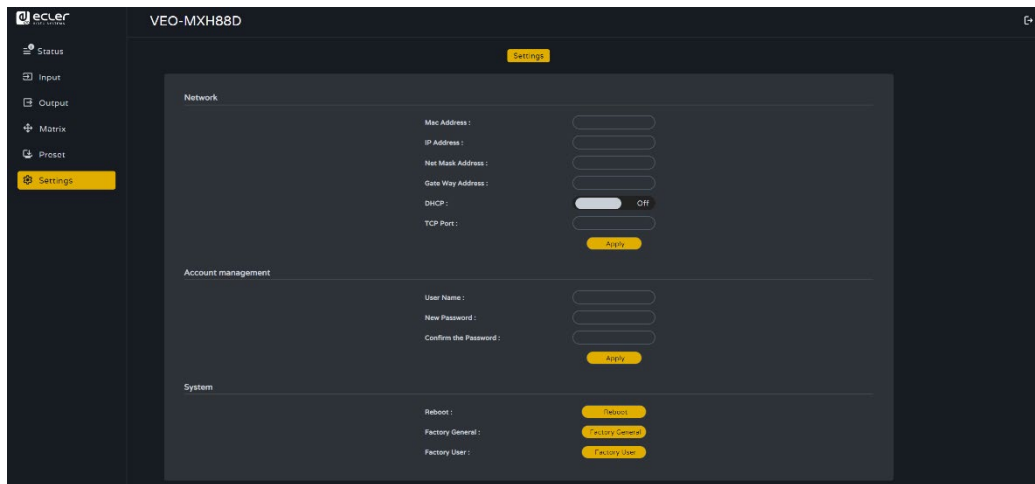 ecler
VEO-MXH88D
Status
Input
Output
Matrix
Preset
Settings
Settings
Network
Mac Address :
IP Address :
Net Mask Address :
Gate Way Address :
DHCP :
Off
TCP Port :
Apply
Account management
User Name :
New Password :
Confirm the Password :
Apply
System
Reboot :
Reboot
Factory General :
Factory General
Factory User :
Factory User